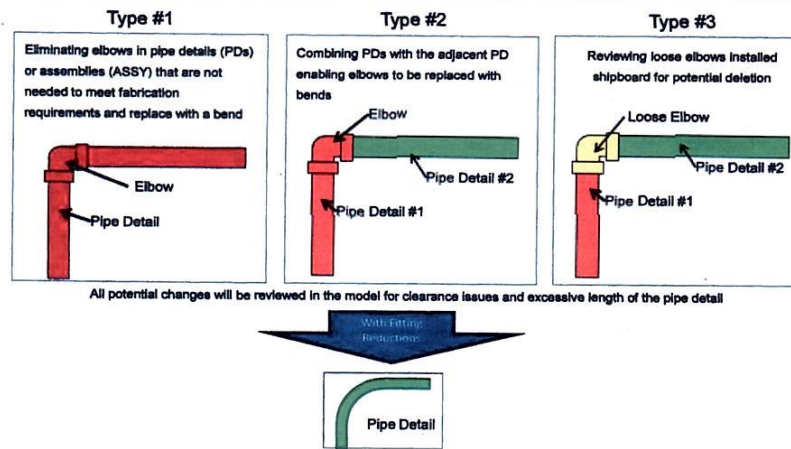 Type #1
Eliminating elbows in pipe details (PDs)
or assemblies (ASSY) that are not
needed to meet fabrication
requirements and replace with a bend
Elbow
Pipe Detail
Type #2
Combining PDs with the adjacent PD
enabling elbows to be replaced with
bends
Elbow
Pipe Detail #2
Pipe Detail #1
Type #3
Reviewing loose elbows installed
shipboard for potential deletion
Loose Elbow
Pipe Detail #2
Pipe Detail #1
All potential changes will be reviewed in the model for clearance issues and excessive length of the pipe detail
With Fitting
Reductions
Pipe Detail